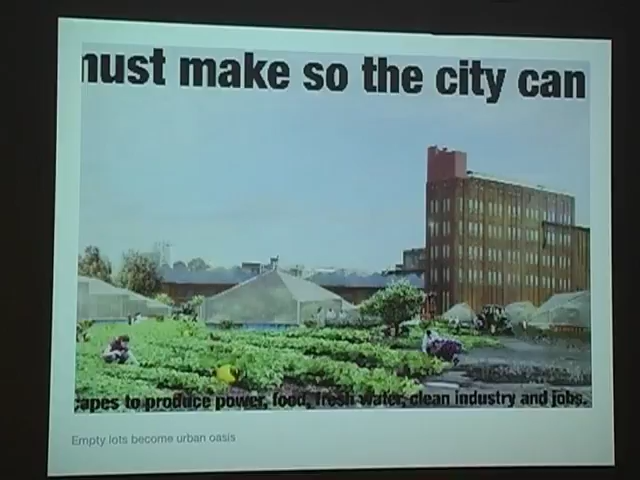 must make so the city can
capes to produce power, food, fresh water, clean industry and jobs.
Empty lots become urban oasis